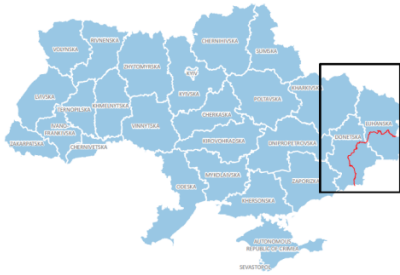 CHERNIHIVSKA
VOLYNSKA
RIVNENSKA
SUMSKA
ZHYTOMYRSKA
KYIV
KYIVSKA
KHARKIVSKA
LVIVSKA
POLTAVSKA
TERNOPILSKA
KHMELNYTSKA
CHERKASKA
LUHANSKA
IVANO-
FRANKIVSKA
VINNYTSKA
DONETSKA
ZAKARPATSKA
CHERNIVETSKA
KIROVOHRADSKA
DNIPROPETROVSKA
MYKOLAIVSKA
ZAPORIZKA
ODESKA
KHERSONSKA
AUTONOMOUS
REPUBLIC OF CRIMEA
SEVASTOPOL